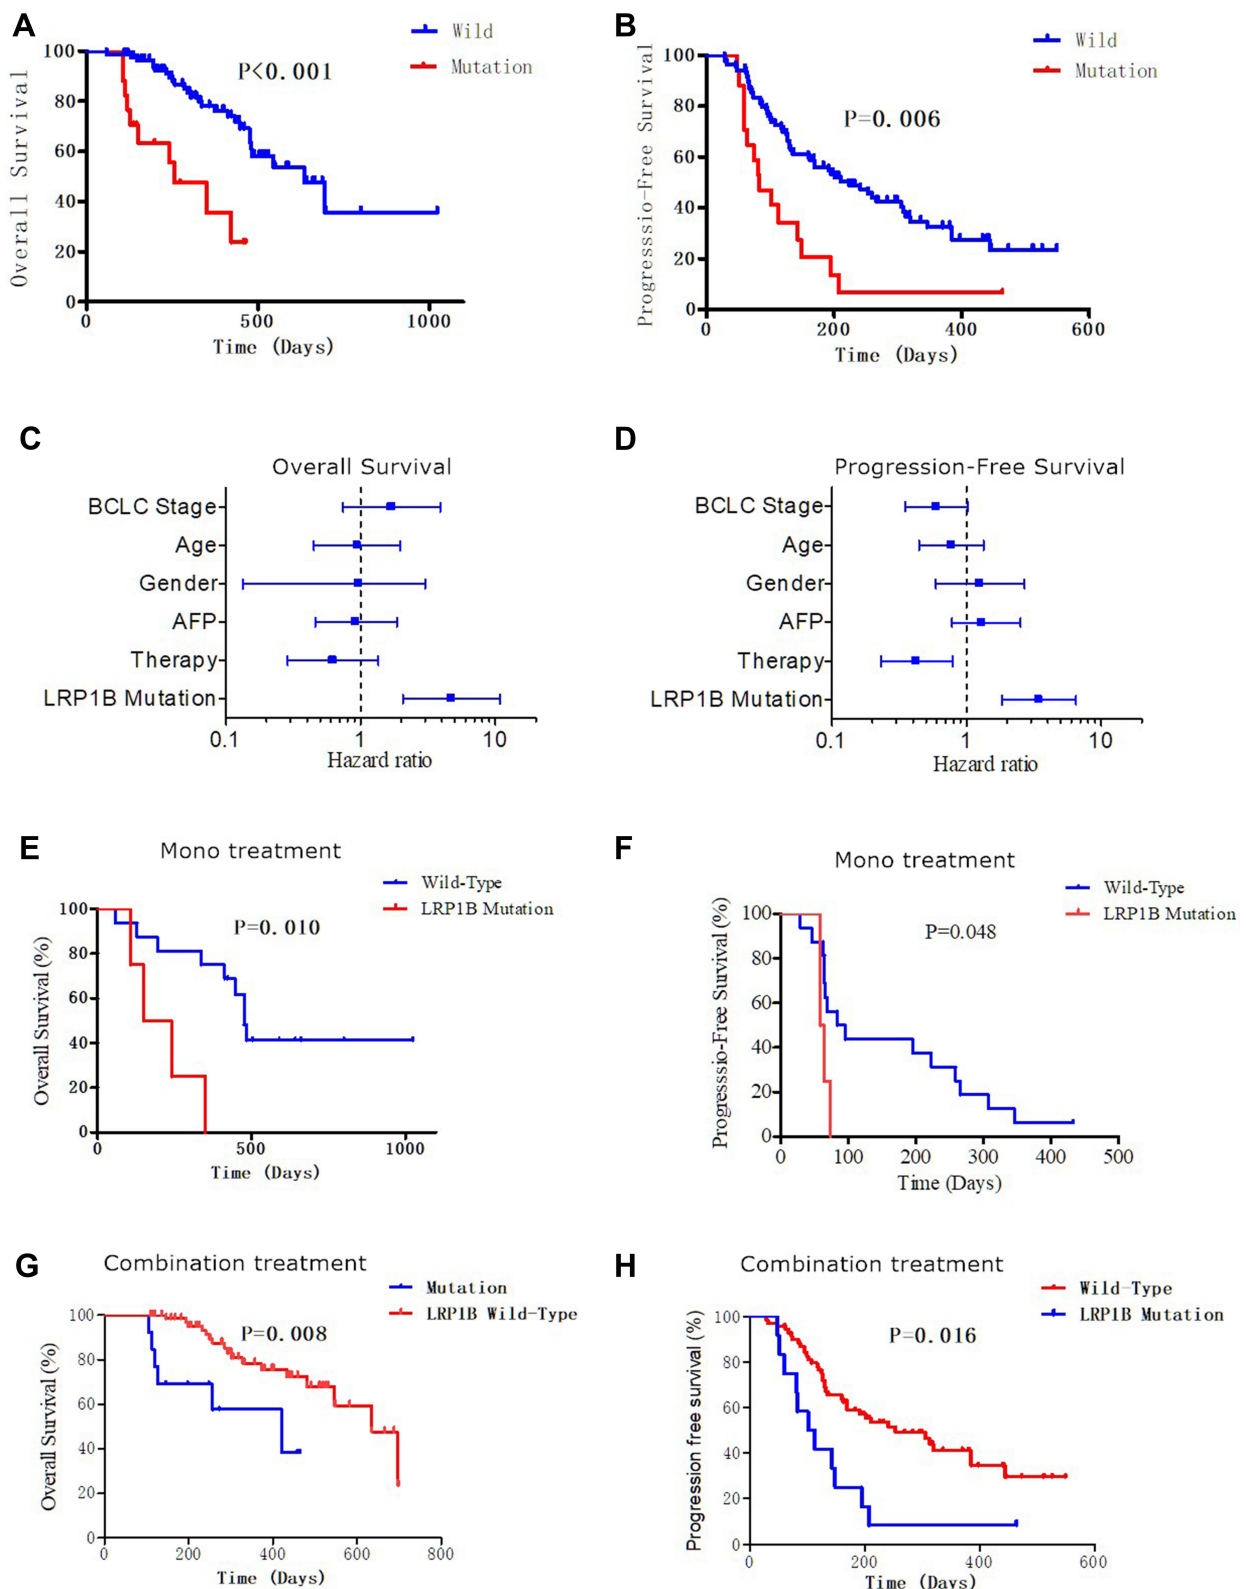 A
Wild
Mutation
P<0.001
Overall Survival
100
80
60
40
20
0
0
500
1000
Time (Days)
B
Wild
Mutation
P=0.006
Progresssio-Free Survival
100
80
60
40
20
0
0
200
400
600
Time (Days)
C
Overall Survival
BCLC Stage
Age
Gender
AFP
Therapy
LRP1B Mutation
0.1
1
10
Hazard ratio
D
Progression-Free Survival
BCLC Stage
Age
Gender
AFP
Therapy
LRP1B Mutation
0.1
1
10
Hazard ratio
E
Mono treatment
Wild-Type
LRP1B Mutation
P=0.010
Overall Survival (%)
100
80
60
40
20
0
0
500
1000
Time (Days)
F
Mono treatment
Wild-Type
LRP1B Mutation
P=0.048
Progresssio-Free Survival (%)
100
80
60
40
20
0
0
100
200
300
400
500
Time (Days)
G
Combination treatment
Mutation
LRP1B Wild-Type
P=0.008
Overall Survival (%)
100
80
60
40
20
0
0
200
400
600
800
Time (Days)
H
Combination treatment
Wild-Type
LRP1B Mutation
P=0.016
Progression free survival (%)
100
80
60
40
20
0
0
200
400
600
Time (Days)